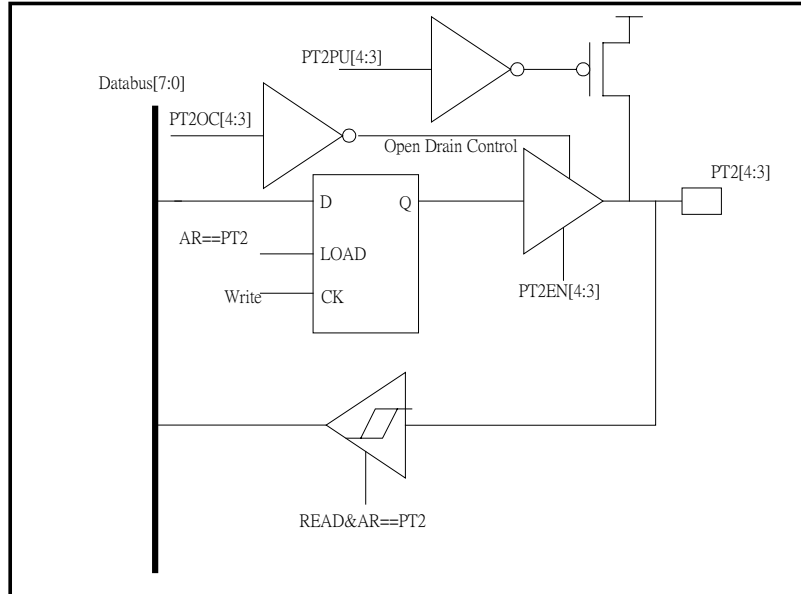 PT2PU[4:3]
Databus[7:0]
PT2OC[4:3]
Open Drain Control
PT2[4:3]
D
Q
AR==PT2
LOAD
PT2EN[4:3]
Write
CK
READ&AR==PT2